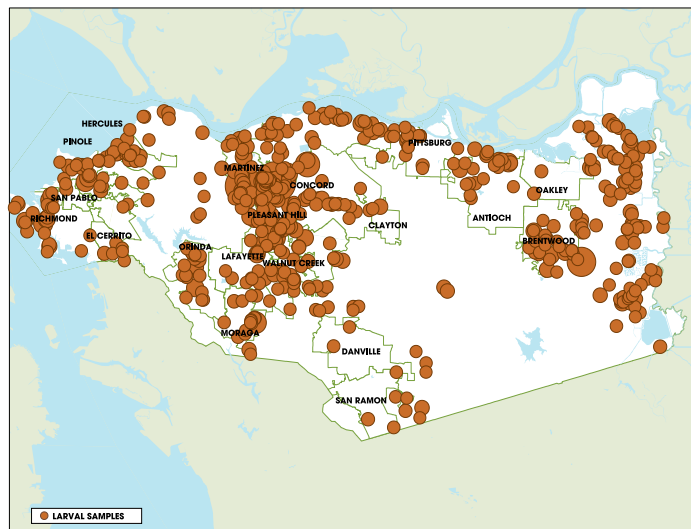 HERCULES
PINOLE
PITTSBURG
MARTINEZ
CONCORD
SAN PABLO
OAKLEY
RICHMOND
PLEASANT HILL
ANTIOCH
CLAYTON
EL CERRITO
BRENTWOOD
ORINDA
LAFAYETTE
WALNUT CREEK
MORAGA
DANVILLE
SAN RAMON
LARVAL SAMPLES